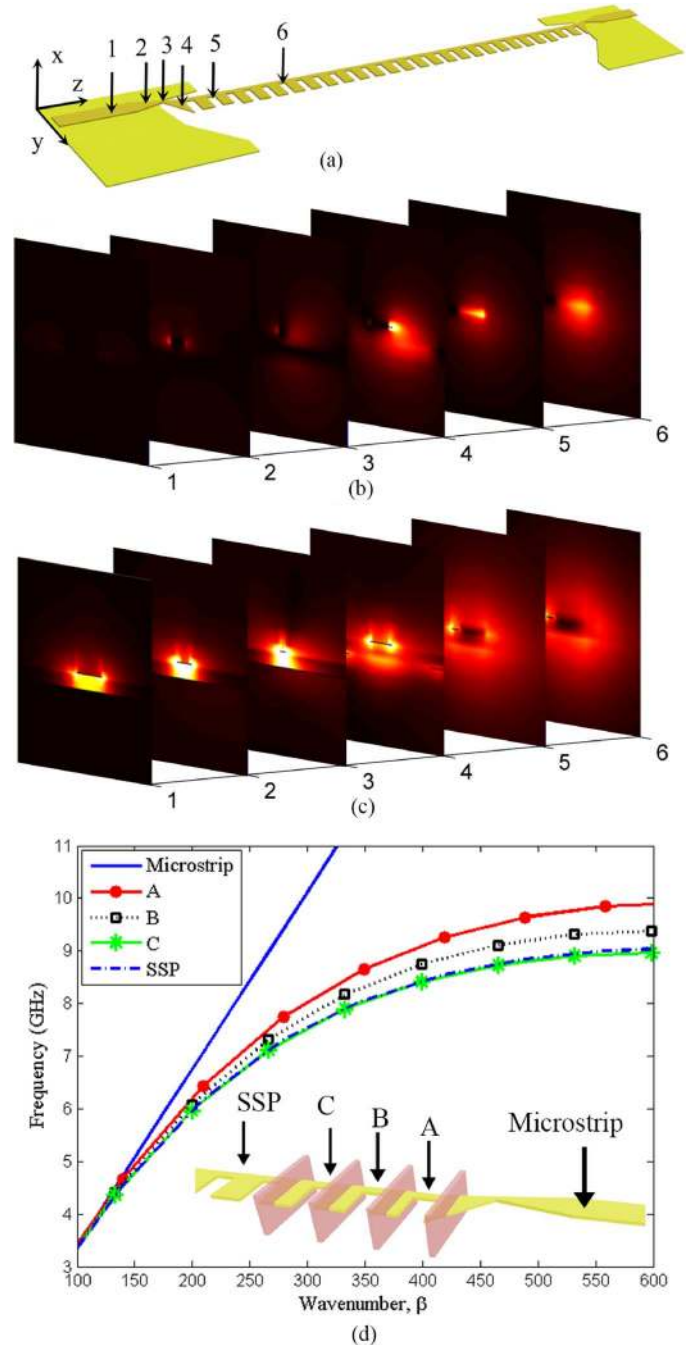 x
z
y
1 2 3 4 5 6
(a)
1 2 3 4 5 6
(b)
1 2 3 4 5 6
(c)
11
10
9
8
7
6
5
4
3
Frequency (GHz)
Microstrip
A
B
C
SSP
SSP
C
B
A
Microstrip
100 150 200 250 300 350 400 450 500 550 600
Wavenumber, β
(d)